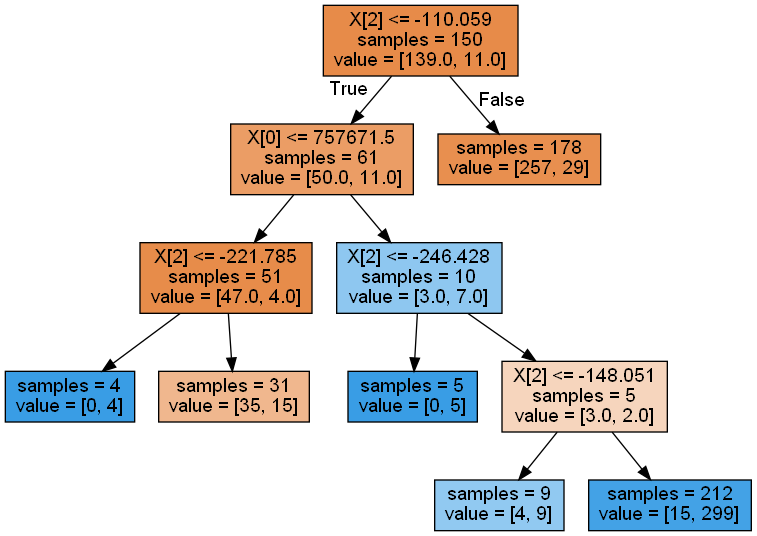 X[2] <= -110.059
samples = 150
value = [139.0, 11.0]
True
False
X[0] <= 757671.5
samples = 61
value = [50.0, 11.0]
samples = 178
value = [257, 29]
X[2] <= -221.785
samples = 51
value = [47.0, 4.0]
X[2] <= -246.428
samples = 10
value = [3.0, 7.0]
samples = 4
value = [0, 4]
samples = 31
value = [35, 15]
samples = 5
value = [0, 5]
X[2] <= -148.051
samples = 5
value = [3.0, 2.0]
samples = 9
value = [4, 9]
samples = 212
value = [15, 299]